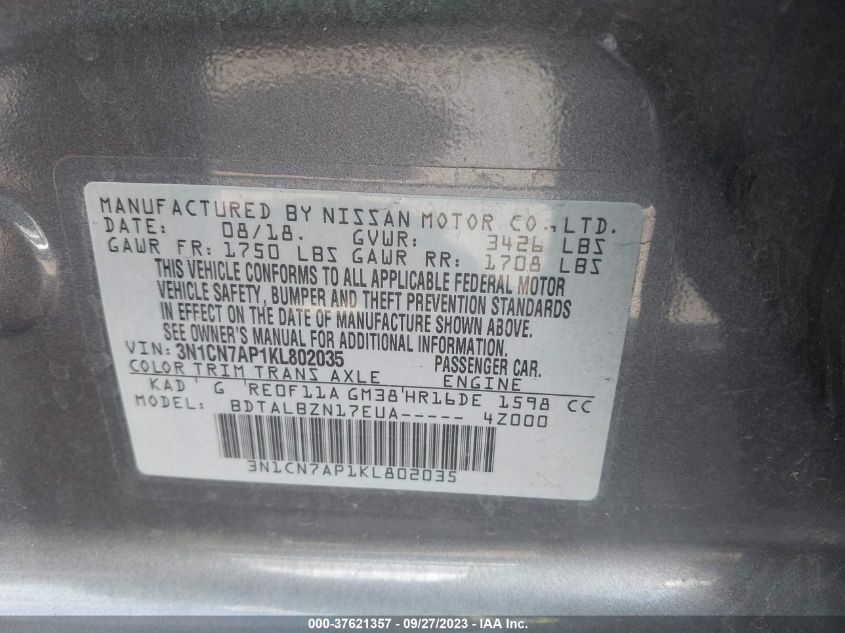 MANUFACTURED BY NISSAN MOTOR CO., LTD.
DATE: 08/18. GVWR: 3426 LBS
GAWR FR: 1750 LBS GAWR RR: 1708 LBS
THIS VEHICLE CONFORMS TO ALL APPLICABLE FEDERAL MOTOR
VEHICLE SAFETY, BUMPER AND THEFT PREVENTION STANDARDS
IN EFFECT ON THE DATE OF MANUFACTURE SHOWN ABOVE.
SEE OWNER'S MANUAL FOR ADDITIONAL INFORMATION.
VIN: 3N1CN7AP1KL802035 PASSENGER CAR.
COLOR TRIM TRANS AXLE ENGINE
KAD G RE0F11A GM38 HR16DE 1598 CC
MODEL: BDTALBZN17EUA----- 4Z000
3N1CN7AP1KL802035
000-37621357 - 09/27/2023 - IAA Inc.